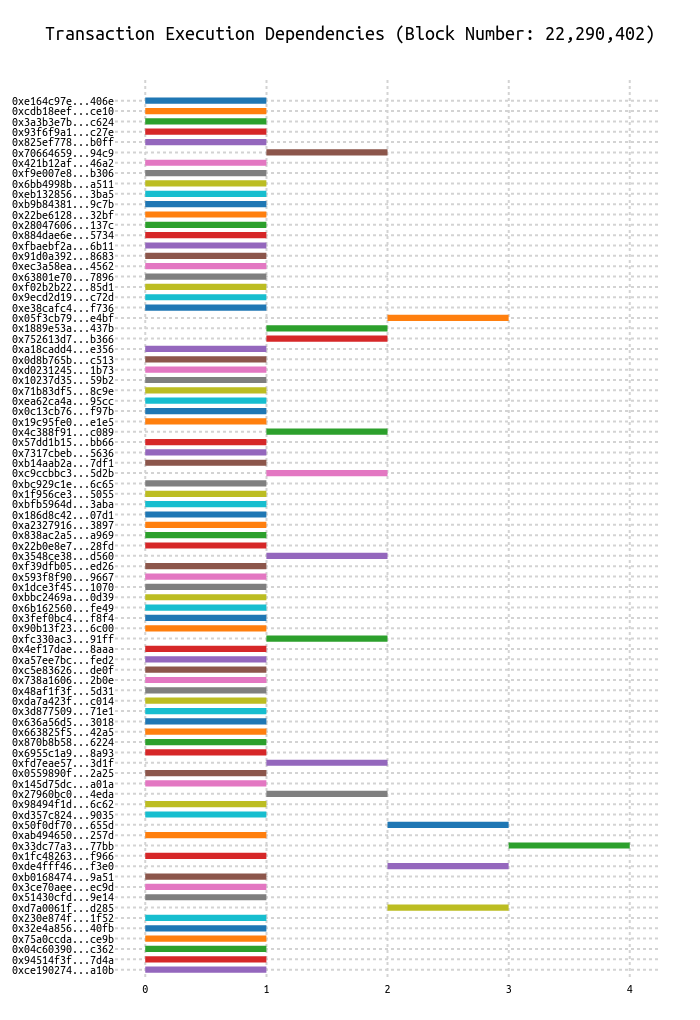 Transaction Execution Dependencies (Block Number: 22,290,402)
0xe164c97e...406e
0xcdb18eef...ce10
0x3a3b3e7b...c624
0x93f6f9a1...c27e
0x825ef778...b0ff
0x70664659...94c9
0x421b12af...46a2
0xf9e007e8...b306
0x6bb4998b...a511
0xeb132856...3ba5
0xb9b84381...9c7b
0x22be6128...32bf
0x28047606...137c
0x884dae6e...5734
0xfbaebf2a...6b11
0x91d0a392...8683
0xec3a58ea...4562
0x63801e70...7896
0xf02b2b22...85d1
0x9ecd2d19...c72d
0xe38cafc4...f736
0x05f3cb79...e4bf
0x1889e53a...437b
0x752613d7...b366
0xa18cadd4...e356
0x0d8b765b...c513
0xd0231245...1b73
0x10237d35...59b2
0x71b83df5...8c9e
0xea62ca4a...95cc
0x0c13cb76...f97b
0x19c95fe0...e1e5
0x4c388f91...c089
0x57dd1b15...bb66
0x7317cbeb...5636
0xb14aab2a...7df1
0xc9ccbbc3...5d2b
0xbc929c1e...6c65
0x1f956ce3...5055
0xbfb5964d...3aba
0x186d8c42...07d1
0xa2327916...3897
0x838ac2a5...a969
0x22b0e8e7...28fd
0x3548ce38...d560
0xf39dfb05...ed26
0x593f8f90...9667
0x1dce3f45...1070
0xbbc2469a...0d39
0x6b162560...fe49
0x3fef0bc4...f8f4
0x90b13f23...6c00
0xfc330ac3...91ff
0x4ef17dae...8aaa
0xa57ee7bc...fed2
0xc5e83626...de0f
0x738a1606...2b0e
0x48af1f3f...5d31
0xda7a423f...c014
0x3d877509...71e1
0x636a56d5...3018
0x663825f5...42a5
0x870b8b58...6224
0x6955c1a9...8a93
0xfd7eae57...3d1f
0x0559890f...2a25
0x145d75dc...a01a
0x27960bc0...4eda
0x98494f1d...6c62
0xd357c824...9035
0x50f0df70...655d
0xab494650...257d
0x33dc77a3...77bb
0x1fc48263...f966
0xde4fff46...f3e0
0xb0168474...9a51
0x3ce70aee...ec9d
0x51430cfd...9e14
0xd7a0061f...d285
0x230e874f...1f52
0x32e4a856...40fb
0x75a0ccda...ce9b
0x04c60390...c362
0x94514f3f...7d4a
0xce190274...a10b
0 1 2 3 4